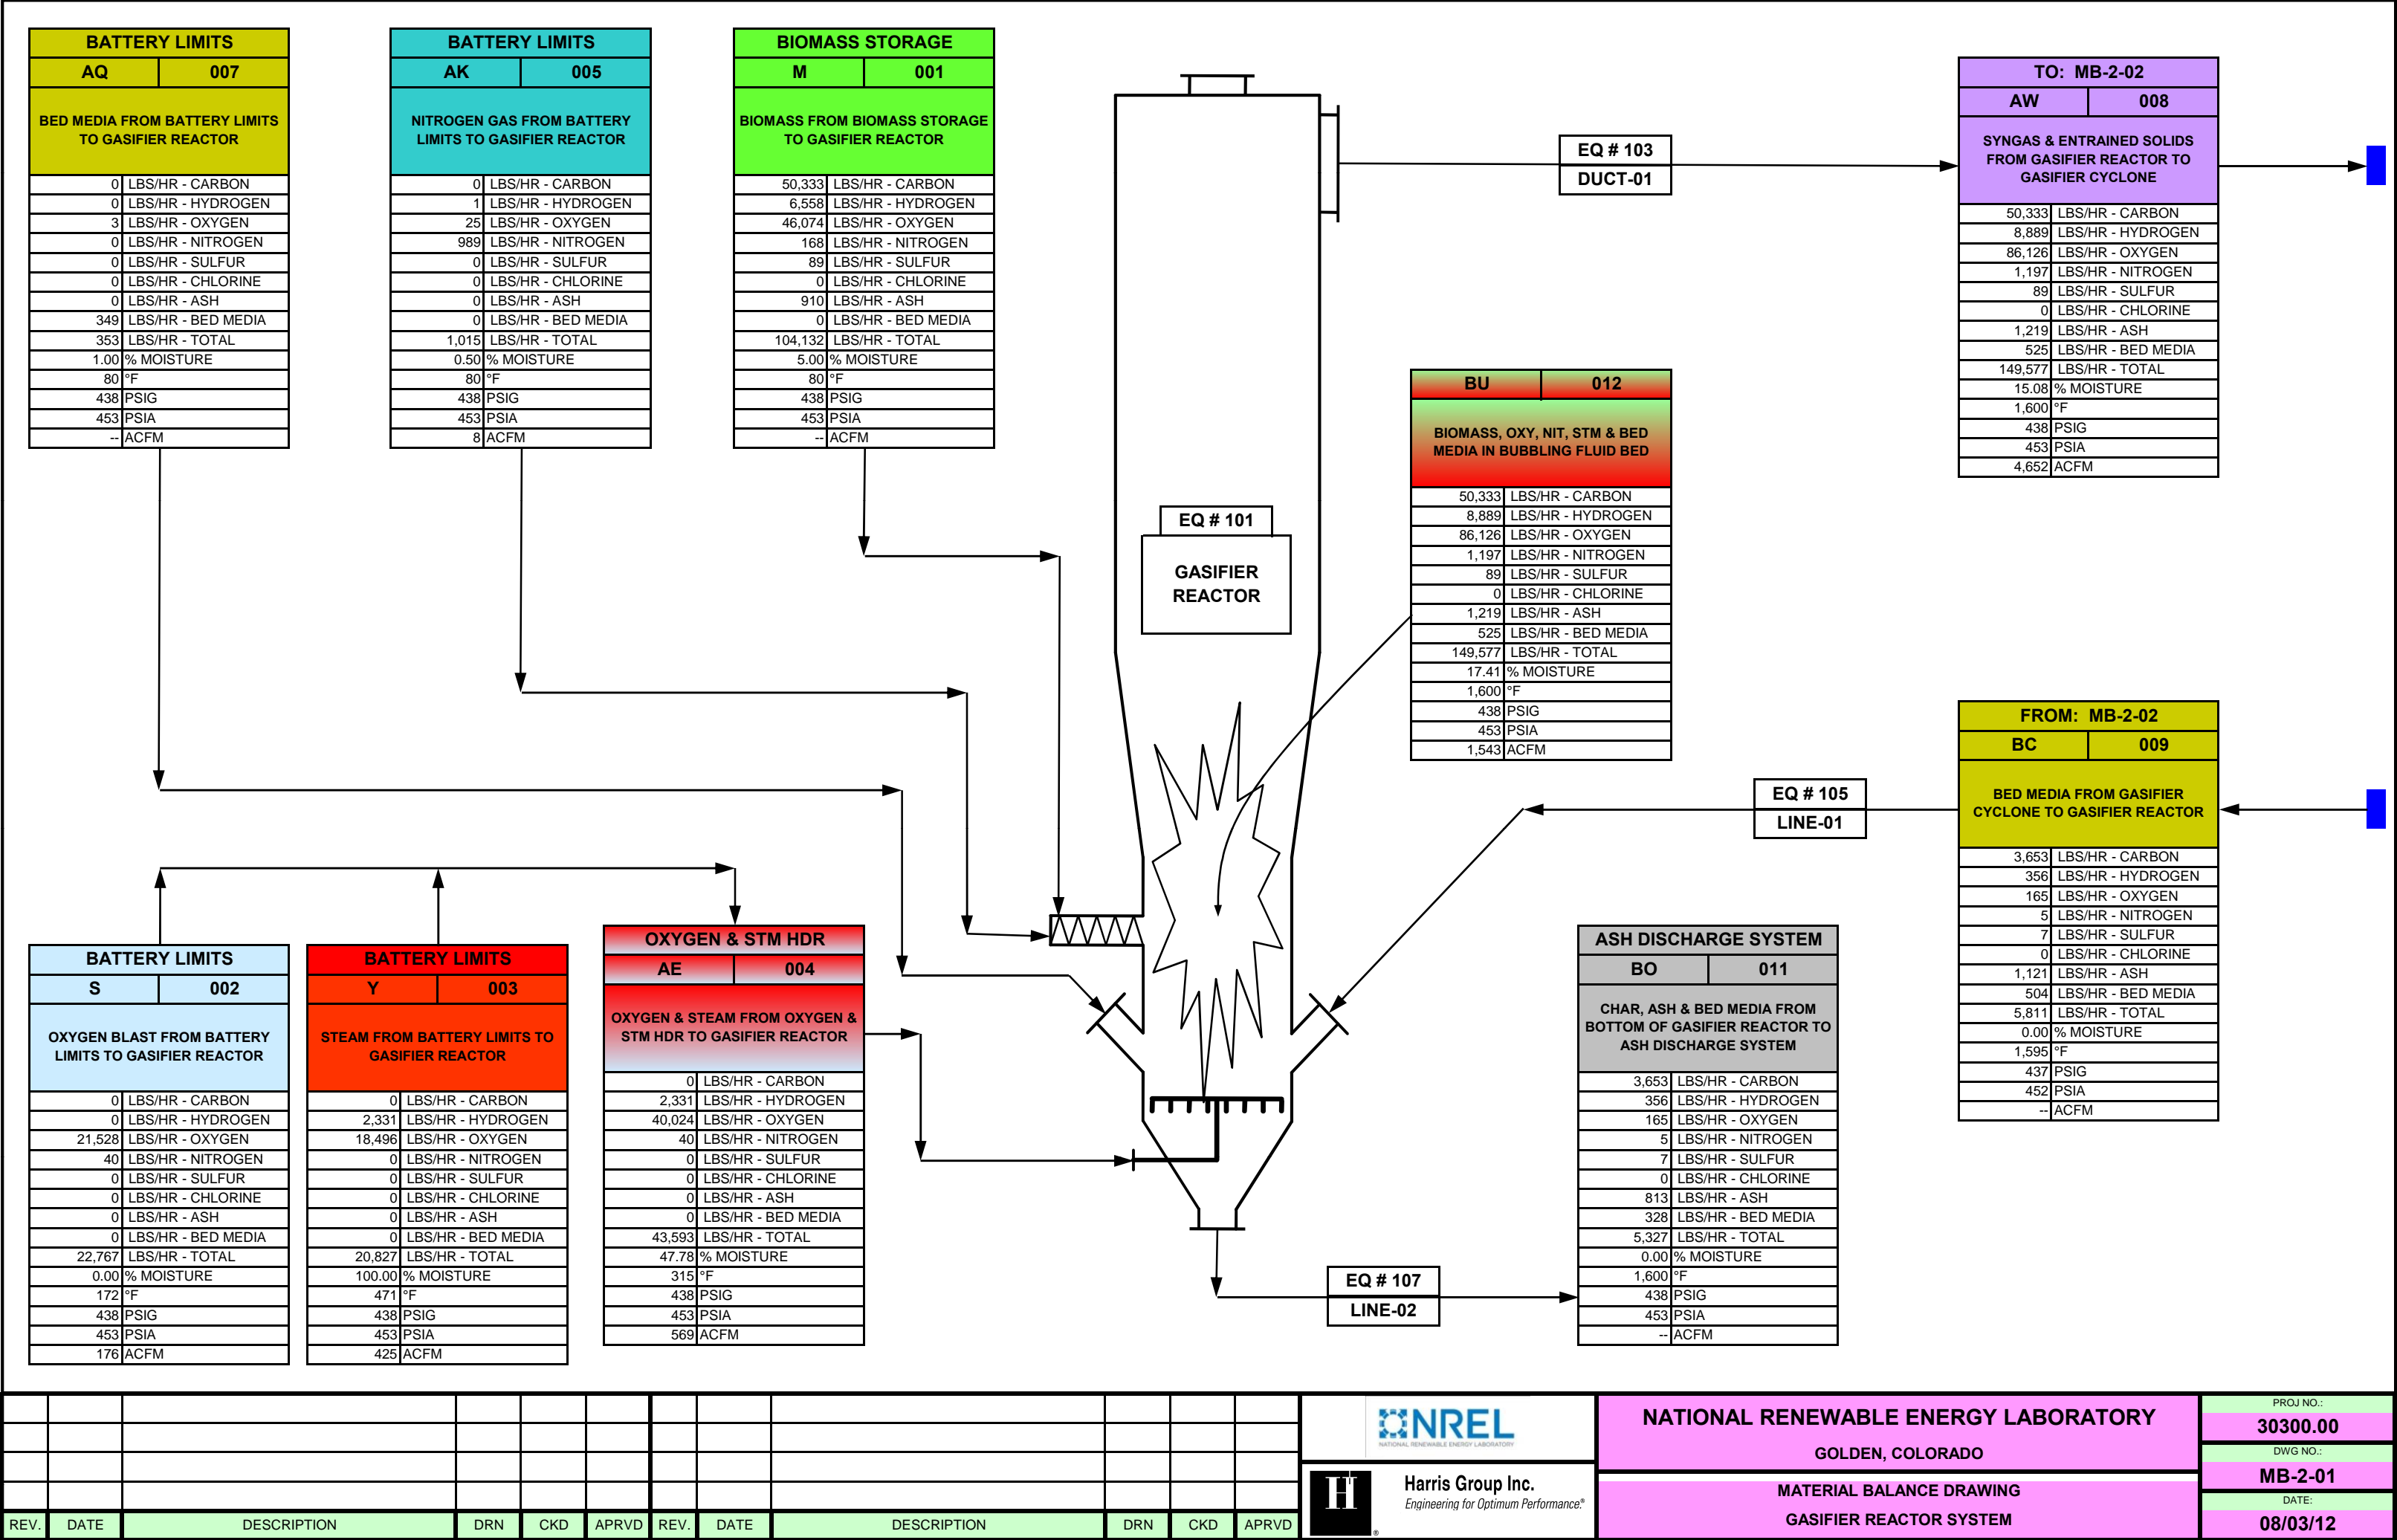 BATTERY LIMITS
AQ 007
BED MEDIA FROM BATTERY LIMITS
TO GASIFIER REACTOR
0 LBS/HR - CARBON
0 LBS/HR - HYDROGEN
3 LBS/HR - OXYGEN
0 LBS/HR - NITROGEN
0 LBS/HR - SULFUR
0 LBS/HR - CHLORINE
0 LBS/HR - ASH
349 LBS/HR - BED MEDIA
353 LBS/HR - TOTAL
1.00 % MOISTURE
80 °F
438 PSIG
453 PSIA
-- ACFM
BATTERY LIMITS
AK 005
NITROGEN GAS FROM BATTERY
LIMITS TO GASIFIER REACTOR
0 LBS/HR - CARBON
1 LBS/HR - HYDROGEN
25 LBS/HR - OXYGEN
989 LBS/HR - NITROGEN
0 LBS/HR - SULFUR
0 LBS/HR - CHLORINE
0 LBS/HR - ASH
0 LBS/HR - BED MEDIA
1,015 LBS/HR - TOTAL
0.50 % MOISTURE
80 °F
438 PSIG
453 PSIA
8 ACFM
BIOMASS STORAGE
M 001
BIOMASS FROM BIOMASS STORAGE
TO GASIFIER REACTOR
50,333 LBS/HR - CARBON
6,558 LBS/HR - HYDROGEN
46,074 LBS/HR - OXYGEN
168 LBS/HR - NITROGEN
89 LBS/HR - SULFUR
0 LBS/HR - CHLORINE
910 LBS/HR - ASH
0 LBS/HR - BED MEDIA
104,132 LBS/HR - TOTAL
5.00 % MOISTURE
80 °F
438 PSIG
453 PSIA
-- ACFM
EQ # 103
DUCT-01
TO: MB-2-02
AW 008
SYNGAS & ENTRAINED SOLIDS
FROM GASIFIER REACTOR TO
GASIFIER CYCLONE
50,333 LBS/HR - CARBON
8,889 LBS/HR - HYDROGEN
86,126 LBS/HR - OXYGEN
1,197 LBS/HR - NITROGEN
89 LBS/HR - SULFUR
0 LBS/HR - CHLORINE
1,219 LBS/HR - ASH
525 LBS/HR - BED MEDIA
149,577 LBS/HR - TOTAL
15.08 % MOISTURE
1,600 °F
438 PSIG
453 PSIA
4,652 ACFM
EQ # 101
GASIFIER
REACTOR
BU 012
BIOMASS, OXY, NIT, STM & BED
MEDIA IN BUBBLING FLUID BED
50,333 LBS/HR - CARBON
8,889 LBS/HR - HYDROGEN
86,126 LBS/HR - OXYGEN
1,197 LBS/HR - NITROGEN
89 LBS/HR - SULFUR
0 LBS/HR - CHLORINE
1,219 LBS/HR - ASH
525 LBS/HR - BED MEDIA
149,577 LBS/HR - TOTAL
17.41 % MOISTURE
1,600 °F
438 PSIG
453 PSIA
1,543 ACFM
EQ # 105
LINE-01
FROM: MB-2-02
BC 009
BED MEDIA FROM GASIFIER
CYCLONE TO GASIFIER REACTOR
3,653 LBS/HR - CARBON
356 LBS/HR - HYDROGEN
165 LBS/HR - OXYGEN
5 LBS/HR - NITROGEN
7 LBS/HR - SULFUR
0 LBS/HR - CHLORINE
1,121 LBS/HR - ASH
504 LBS/HR - BED MEDIA
5,811 LBS/HR - TOTAL
0.00 % MOISTURE
1,595 °F
437 PSIG
452 PSIA
-- ACFM
BATTERY LIMITS
S 002
OXYGEN BLAST FROM BATTERY
LIMITS TO GASIFIER REACTOR
0 LBS/HR - CARBON
0 LBS/HR - HYDROGEN
21,528 LBS/HR - OXYGEN
40 LBS/HR - NITROGEN
0 LBS/HR - SULFUR
0 LBS/HR - CHLORINE
0 LBS/HR - ASH
0 LBS/HR - BED MEDIA
22,767 LBS/HR - TOTAL
0.00 % MOISTURE
172 °F
438 PSIG
453 PSIA
176 ACFM
BATTERY LIMITS
Y 003
STEAM FROM BATTERY LIMITS TO
GASIFIER REACTOR
0 LBS/HR - CARBON
2,331 LBS/HR - HYDROGEN
18,496 LBS/HR - OXYGEN
0 LBS/HR - NITROGEN
0 LBS/HR - SULFUR
0 LBS/HR - CHLORINE
0 LBS/HR - ASH
0 LBS/HR - BED MEDIA
20,827 LBS/HR - TOTAL
100.00 % MOISTURE
471 °F
438 PSIG
453 PSIA
425 ACFM
OXYGEN & STM HDR
AE 004
OXYGEN & STEAM FROM OXYGEN &
STM HDR TO GASIFIER REACTOR
0 LBS/HR - CARBON
2,331 LBS/HR - HYDROGEN
40,024 LBS/HR - OXYGEN
40 LBS/HR - NITROGEN
0 LBS/HR - SULFUR
0 LBS/HR - CHLORINE
0 LBS/HR - ASH
0 LBS/HR - BED MEDIA
43,593 LBS/HR - TOTAL
47.78 % MOISTURE
315 °F
438 PSIG
453 PSIA
569 ACFM
EQ # 107
LINE-02
ASH DISCHARGE SYSTEM
BO 011
CHAR, ASH & BED MEDIA FROM
BOTTOM OF GASIFIER REACTOR TO
ASH DISCHARGE SYSTEM
3,653 LBS/HR - CARBON
356 LBS/HR - HYDROGEN
165 LBS/HR - OXYGEN
5 LBS/HR - NITROGEN
7 LBS/HR - SULFUR
0 LBS/HR - CHLORINE
813 LBS/HR - ASH
328 LBS/HR - BED MEDIA
5,327 LBS/HR - TOTAL
0.00 % MOISTURE
1,600 °F
438 PSIG
453 PSIA
-- ACFM
REV. DATE DESCRIPTION DRN CKD APRVD REV. DATE DESCRIPTION DRN CKD APRVD
NREL
NATIONAL RENEWABLE ENERGY LABORATORY
H
®
Harris Group Inc.
Engineering for Optimum Performance.®
NATIONAL RENEWABLE ENERGY LABORATORY
GOLDEN, COLORADO
MATERIAL BALANCE DRAWING
GASIFIER REACTOR SYSTEM
PROJ NO.:
30300.00
DWG NO.:
MB-2-01
DATE:
08/03/12